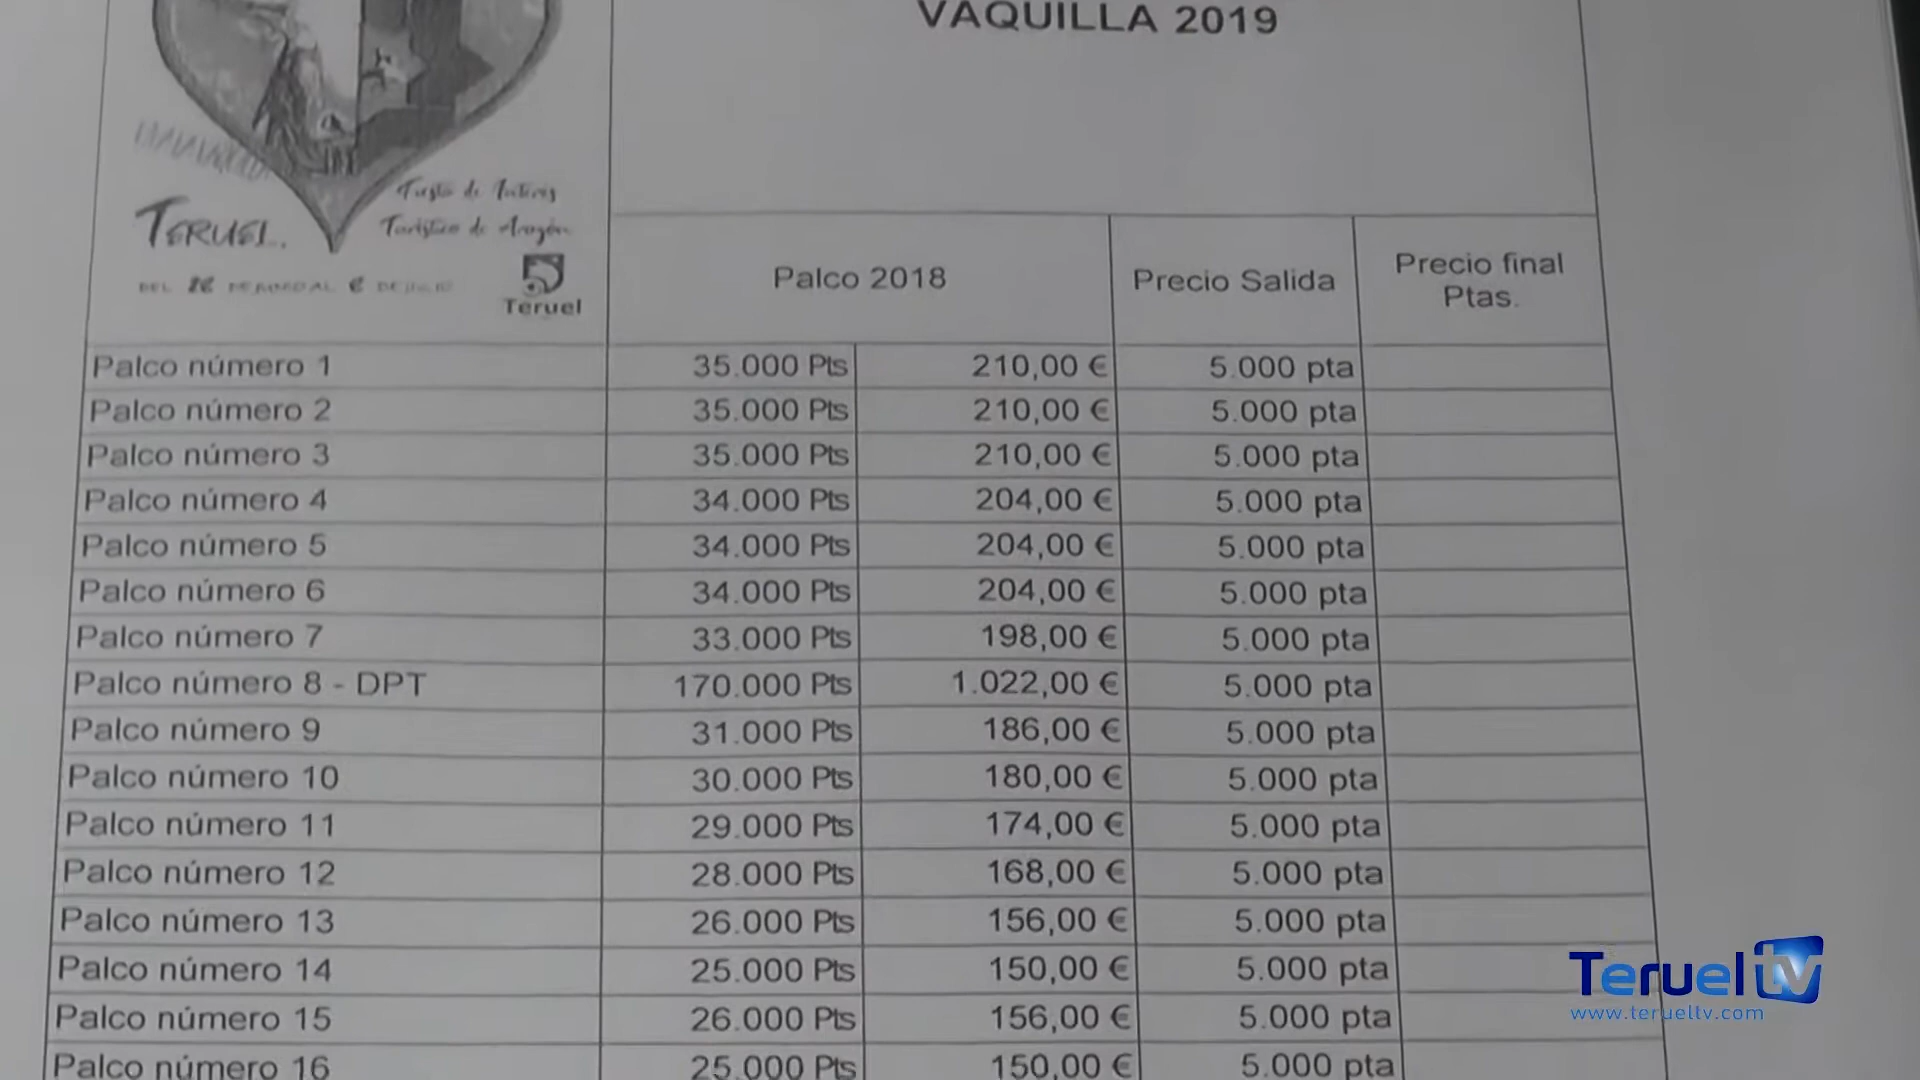 VAQUILLA 2019
Fiesta de Interés
Turístico de Aragón
TERUEL.
Teruel
Palco 2018
Precio Salida
Precio final
Ptas.
Palco número 1 35.000 Pts 210,00 € 5.000 pta
Palco número 2 35.000 Pts 210,00 € 5.000 pta
Palco número 3 35.000 Pts 210,00 € 5.000 pta
Palco número 4 34.000 Pts 204,00 € 5.000 pta
Palco número 5 34.000 Pts 204,00 € 5.000 pta
Palco número 6 34.000 Pts 204,00 € 5.000 pta
Palco número 7 33.000 Pts 198,00 € 5.000 pta
Palco número 8 - DPT 170.000 Pts 1.022,00 € 5.000 pta
Palco número 9 31.000 Pts 186,00 € 5.000 pta
Palco número 10 30.000 Pts 180,00 € 5.000 pta
Palco número 11 29.000 Pts 174,00 € 5.000 pta
Palco número 12 28.000 Pts 168,00 € 5.000 pta
Palco número 13 26.000 Pts 156,00 € 5.000 pta
Palco número 14 25.000 Pts 150,00 € 5.000 pta
Palco número 15 26.000 Pts 156,00 € 5.000 pta
Palco número 16 25.000 Pts 150,00 € 5.000 pta
Teruel tv
www.terueltv.com